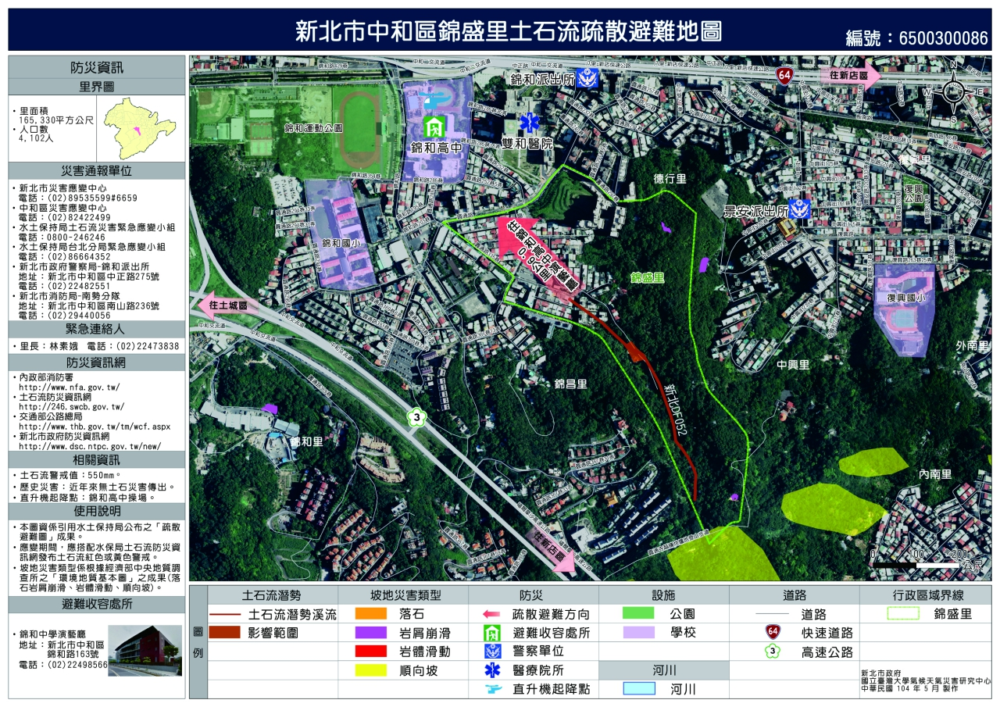 新北市中和區錦盛里土石流疏散避難地圖
編號：6500300086
防災資訊
里界圖
・里面積
165,330平方公尺
・人口數
4,102人
災害通報單位
・新北市災害應變中心
電話：(02)89535599#6659
・中和區災害應變中心
電話：(02)82422499
・水土保持局土石流災害緊急應變小組
電話：0800-246246
・水土保持局台北分局緊急應變小組
電話：(02)86664352
・新北市政府警察局-錦和派出所
地址：新北市中和區中正路275號
電話：(02)22482551
・新北市消防局-南勢分隊
地址：新北市中和區南山路236號
電話：(02)29440056
緊急連絡人
・里長：林素娥 電話：(02)22473838
防災資訊網
・內政部消防署
http://www.nfa.gov.tw/
・土石流防災資訊網
http://246.swcb.gov.tw/
・交通部公路總局
http://www.thb.gov.tw/tm/wcf.aspx
・新北市政府防災資訊網
http://www.dsc.ntpc.gov.tw/new/
相關資訊
・土石流警戒值：550mm。
・歷史災害：近年來無土石災害傳出。
・直升機起降點：錦和高中操場。
使用說明
・本圖資係引用水土保持局公布之「疏散
避難圖」成果。
・應變期間，應搭配水保局土石流防災資
訊網發布土石流紅色或黃色警戒。
・坡地災害類型係根據經濟部中央地質調
查所之「環境地質基本圖」之成果(落
石岩屑崩滑、岩體滑動、順向坡)。
避難收容處所
・錦和中學演藝廳
地址：新北市中和區
錦和路163號
電話：(02)22498566
錦和派出所
64
往新店區
N
W
E
S
錦和運動公園
錦和高中
雙和醫院
德行里
復興里
復興
公園
景安派出所
錦和國小
往錦和高中演藝廳
0.9公里
錦盛里
復興國小
往土城區
中和交流道
中和交流道
中和交流道
外南里
中興里
錦昌里
新北DF052
3
錦和里
內南里
往新店區
0
100
200
公尺
圖例
土石流潛勢
土石流潛勢溪流
影響範圍
坡地災害類型
落石
岩屑崩滑
岩體滑動
順向坡
防災
疏散避難方向
避難收容處所
警察單位
醫療院所
直升機起降點
設施
公園
學校
河川
河川
道路
道路
64
快速道路
3
高速公路
行政區域界線
錦盛里
新北市政府
國立臺灣大學氣候天氣災害研究中心
中華民國 104 年 5 月 製作